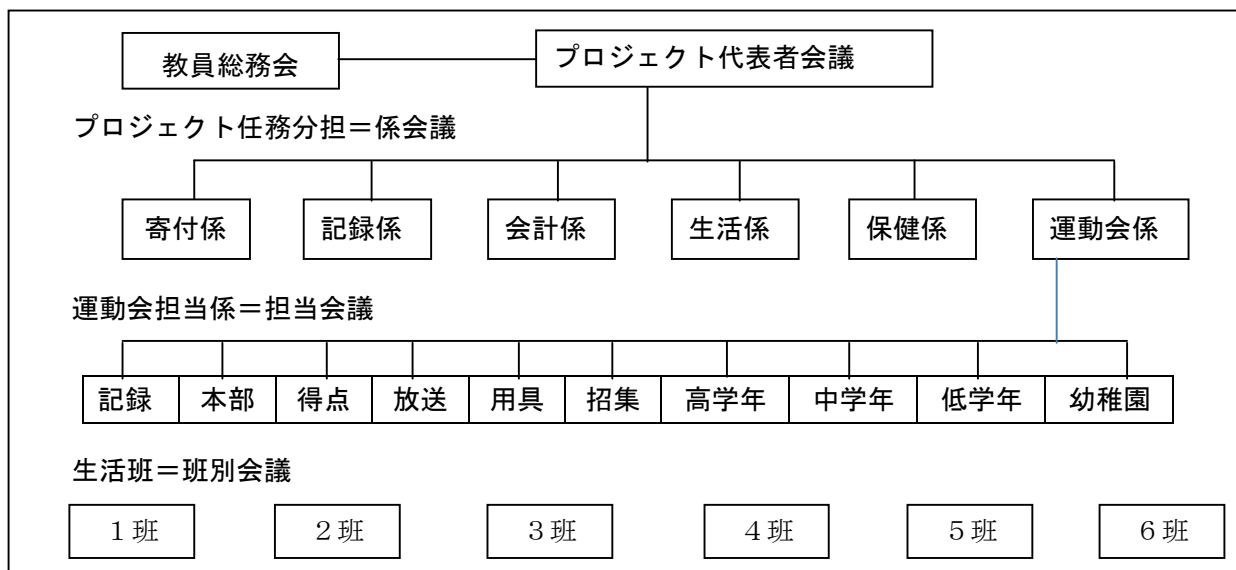 教員総務会 プロジェクト代表者会議
プロジェクト任務分担＝係会議
寄付係 記録係 会計係 生活係 保健係 運動会係
運動会担当係＝担当会議
記録 本部 得点 放送 用具 招集 高学年 中学年 低学年 幼稚園
生活班＝班別会議
１班 ２班 ３班 ４班 ５班 ６班